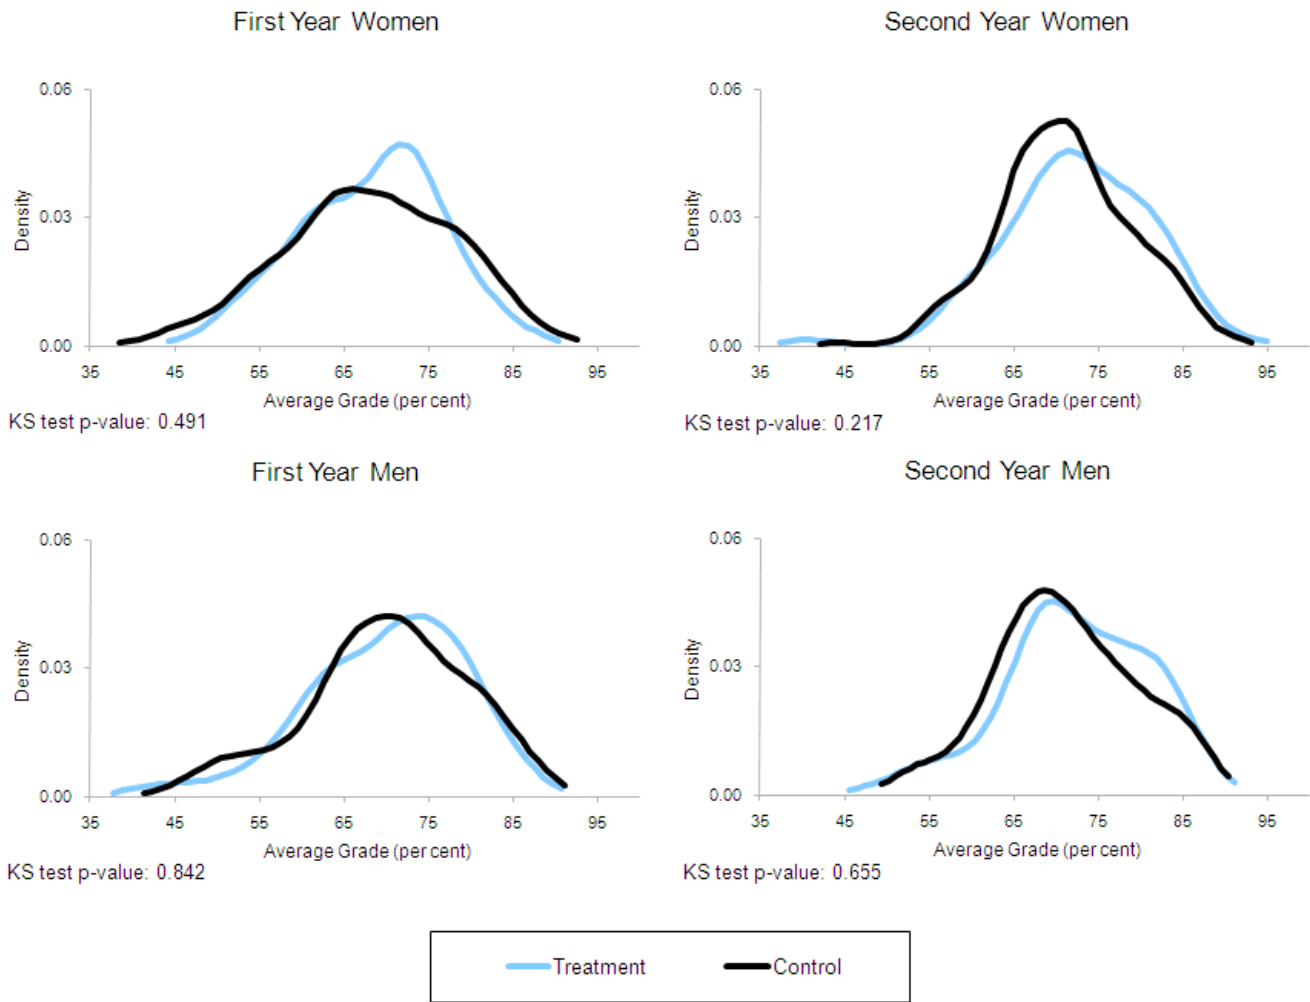 First Year Women
0.06
0.03
0.00
Density
35 45 55 65 75 85 95
Average Grade (per cent)
KS test p-value: 0.491
Second Year Women
0.06
0.03
0.00
Density
35 45 55 65 75 85 95
Average Grade (per cent)
KS test p-value: 0.217
First Year Men
0.06
0.03
0.00
Density
35 45 55 65 75 85 95
Average Grade (per cent)
KS test p-value: 0.842
Second Year Men
0.06
0.03
0.00
Density
35 45 55 65 75 85 95
Average Grade (per cent)
KS test p-value: 0.655
Treatment Control